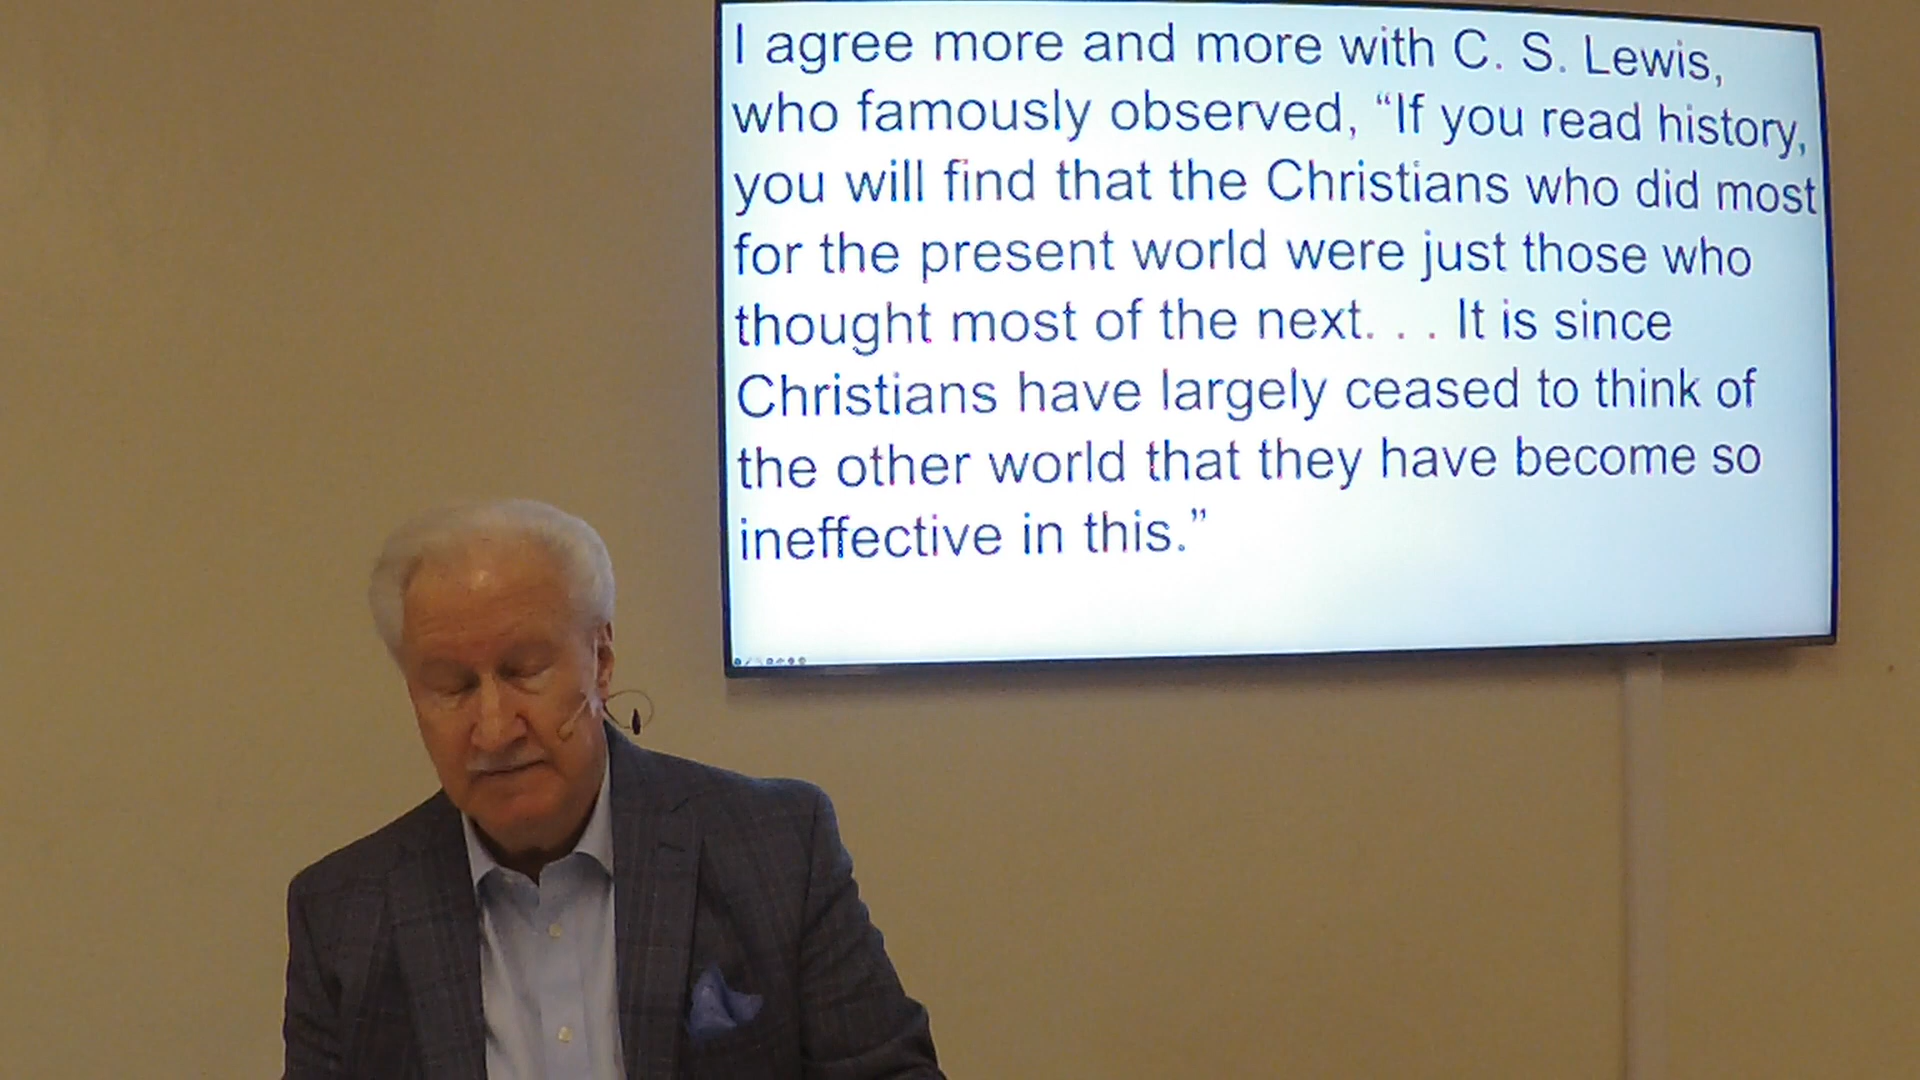 I agree more and more with C. S. Lewis,
who famously observed, “If you read history,
you will find that the Christians who did most
for the present world were just those who
thought most of the next. . . It is since
Christians have largely ceased to think of
the other world that they have become so
ineffective in this.”